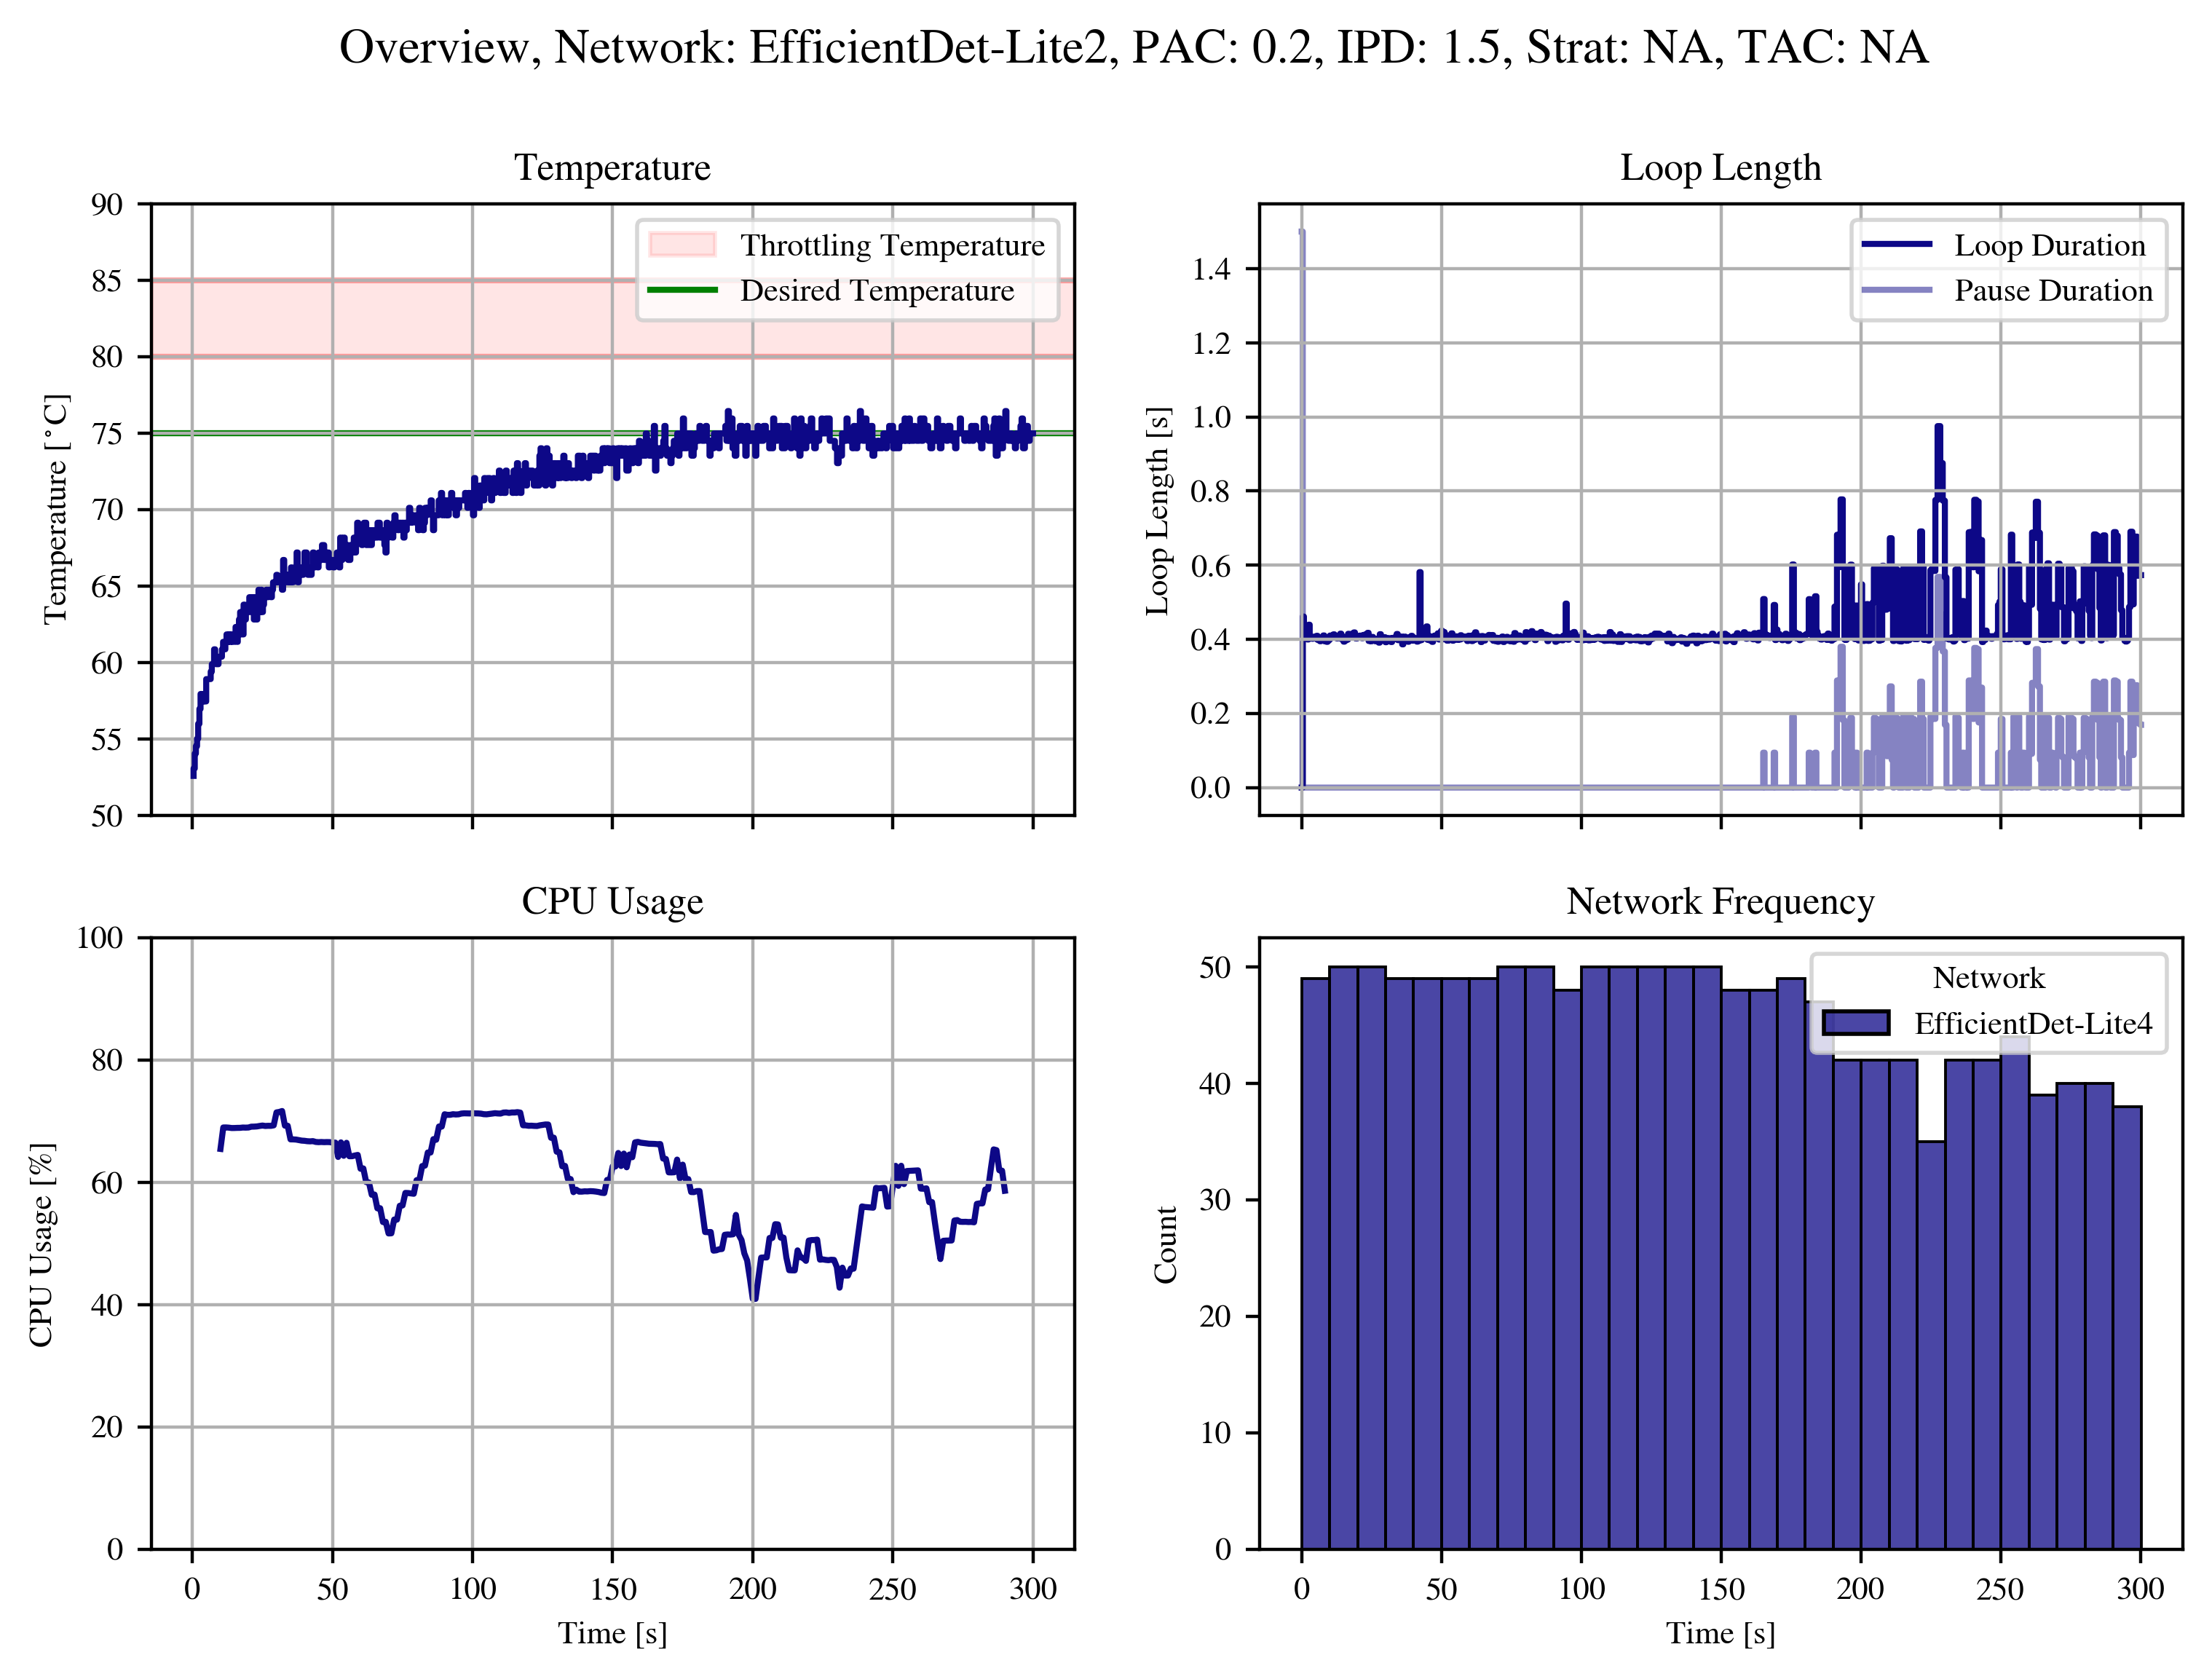 Overview, Network: EfficientDet-Lite2, PAC: 0.2, IPD: 1.5, Strat: NA, TAC: NA
Temperature
90
85
80
75
70
65
60
55
50
Temperature [°C]
Throttling Temperature
Desired Temperature
Loop Length
1.4
1.2
1.0
0.8
0.6
0.4
0.2
0.0
Loop Length [s]
Loop Duration
Pause Duration
CPU Usage
100
80
60
40
20
0
CPU Usage [%]
0 50 100 150 200 250 300
Time [s]
Network Frequency
50
40
30
20
10
0
Count
Network
EfficientDet-Lite4
0 50 100 150 200 250 300
Time [s]